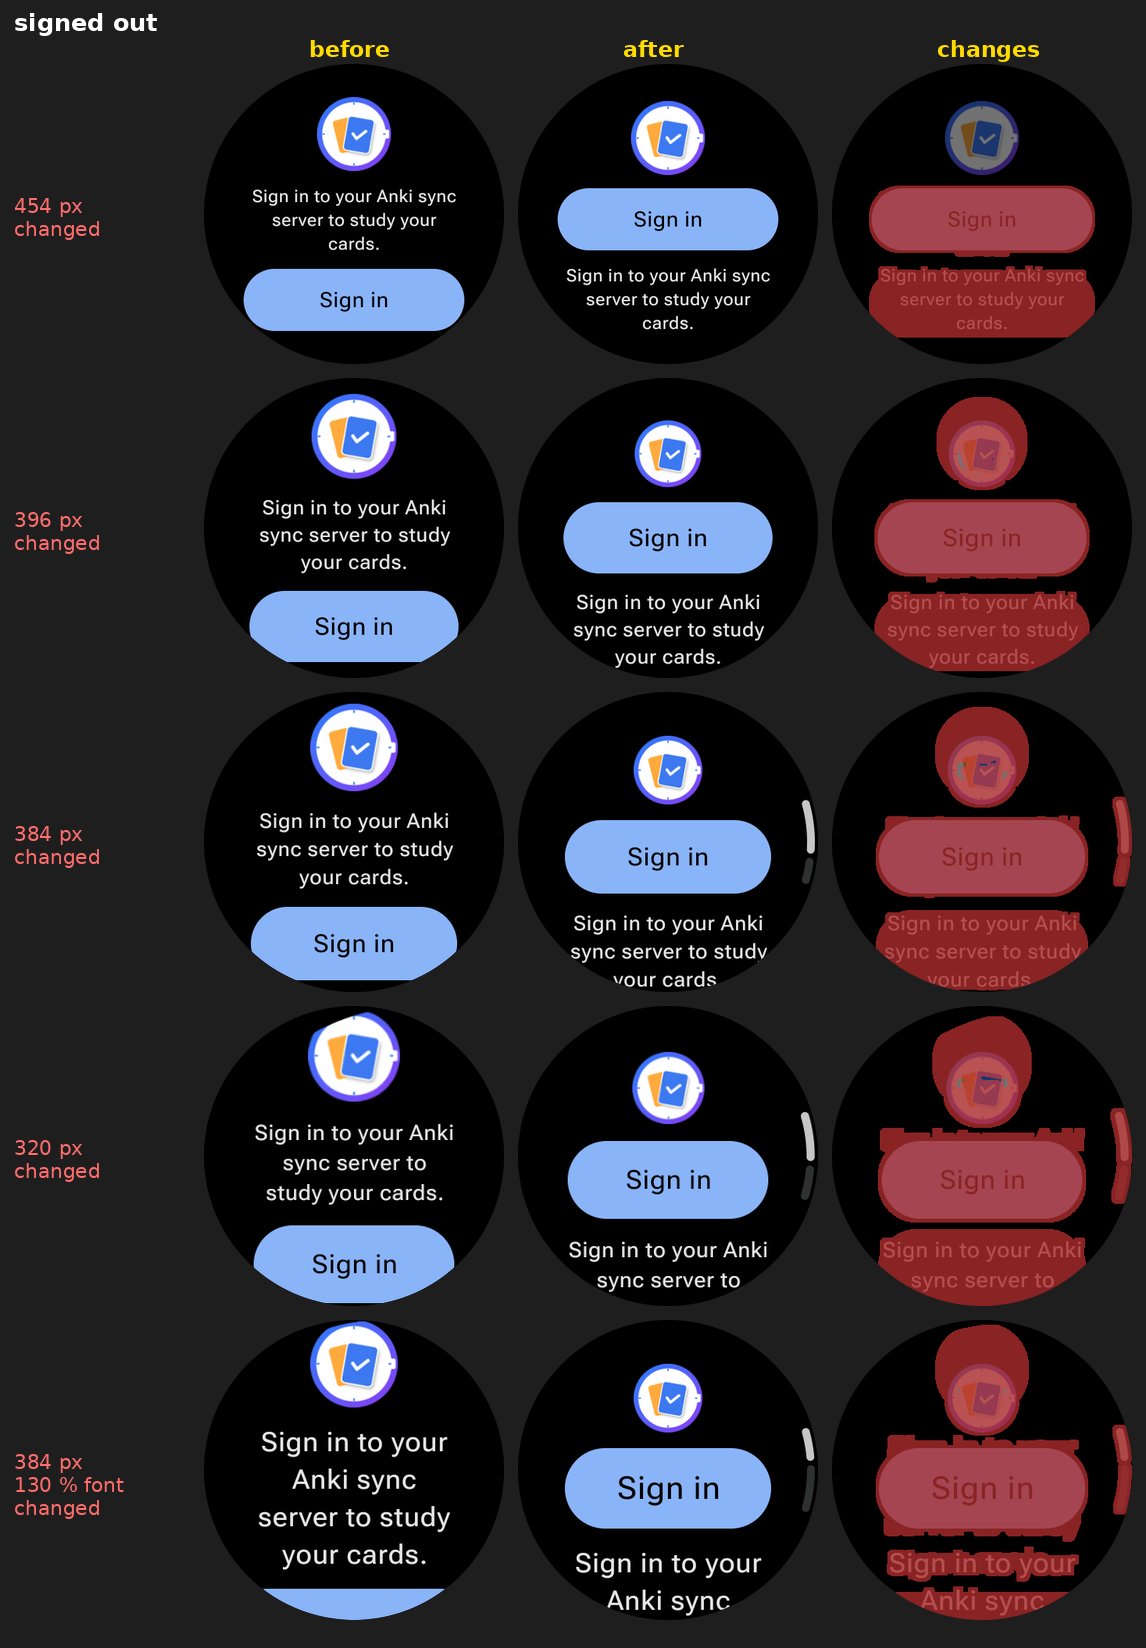 signed out
before
after
changes
454 px
changed
Sign in to your Anki sync
server to study your
cards.
Sign in
Sign in
Sign in to your Anki sync
server to study your
cards.
Sign in
Sign in to your Anki sync
server to study your
cards.
396 px
changed
Sign in to your Anki
sync server to study
your cards.
Sign in
Sign in
Sign in to your Anki
sync server to study
your cards.
Sign in
Sign in to your Anki
sync server to study
your cards.
384 px
changed
Sign in to your Anki
sync server to study
your cards.
Sign in
Sign in
Sign in to your Anki
sync server to study
your cards
Sign in
Sign in to your Anki
sync server to study
your cards
320 px
changed
Sign in to your Anki
sync server to
study your cards.
Sign in
Sign in
Sign in to your Anki
sync server to
Sign in
Sign in to your Anki
sync server to
384 px
130 % font
changed
Sign in to your
Anki sync
server to study
your cards.
Sign in
Sign in to your
Anki sync
Sign in
Sign in to your
Anki sync